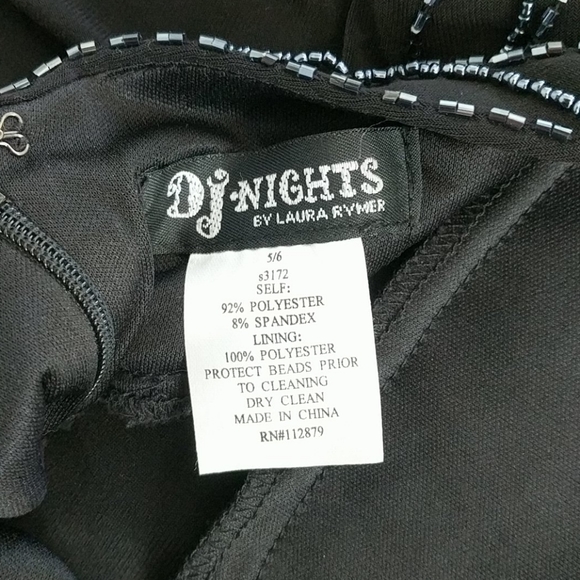 Dj·NIGHTS
BY LAURA RYMER
5/6
s3172
SELF:
92% POLYESTER
8% SPANDEX
LINING:
100% POLYESTER
PROTECT BEADS PRIOR
TO CLEANING
DRY CLEAN
MADE IN CHINA
RN#112879